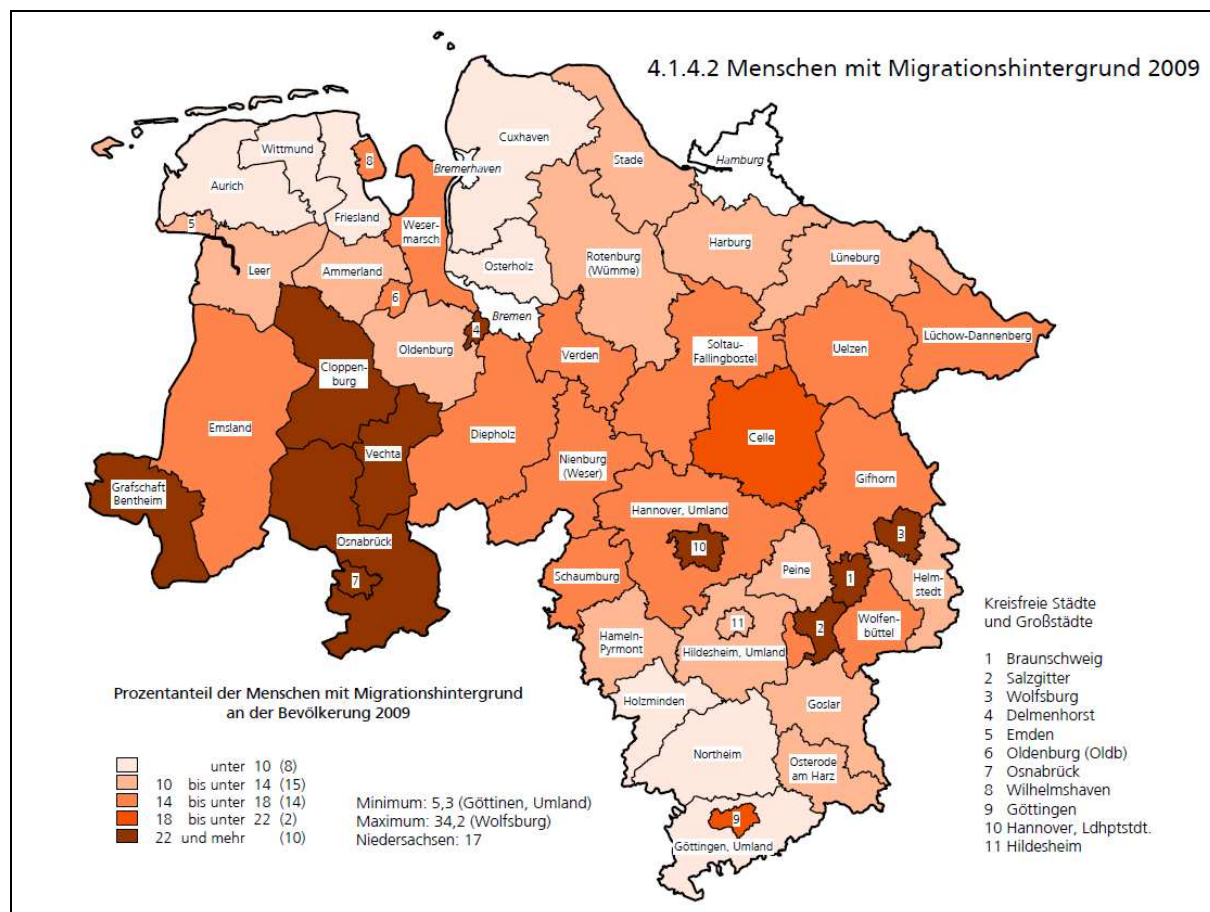 4.1.4.2 Menschen mit Migrationshintergrund 2009
Cuxhaven
Wittmund
8
Bremerhaven
Stade
Hamburg
Aurich
5
Friesland
Weser-
marsch
Leer
Ammerland
Osterholz
Rotenburg
(Wümme)
Harburg
Lüneburg
6
Bremen
4
Oldenburg
Verden
Soltau-
Fallingbostel
Uelzen
Lüchow-Dannenberg
Cloppen-
burg
Emsland
Vechta
Diepholz
Celle
Nienburg
(Weser)
Gifhorn
Grafschaft
Bentheim
Hannover, Umland
Osnabrück
10
3
7
Schaumburg
Peine
1
Helm-
stedt
11
2
Wolfen-
büttel
Hameln-
Pyrmont
Hildesheim, Umland
Holzminden
Goslar
Northeim
Osterode
am Harz
9
Göttingen, Umland
Prozentanteil der Menschen mit Migrationshintergrund
an der Bevölkerung 2009
unter 10 (8)
10 bis unter 14 (15)
14 bis unter 18 (14)
18 bis unter 22 (2)
22 und mehr (10)
Minimum: 5,3 (Göttinen, Umland)
Maximum: 34,2 (Wolfsburg)
Niedersachsen: 17
Kreisfreie Städte
und Großstädte
1 Braunschweig
2 Salzgitter
3 Wolfsburg
4 Delmenhorst
5 Emden
6 Oldenburg (Oldb)
7 Osnabrück
8 Wilhelmshaven
9 Göttingen
10 Hannover, Ldhptstdt.
11 Hildesheim